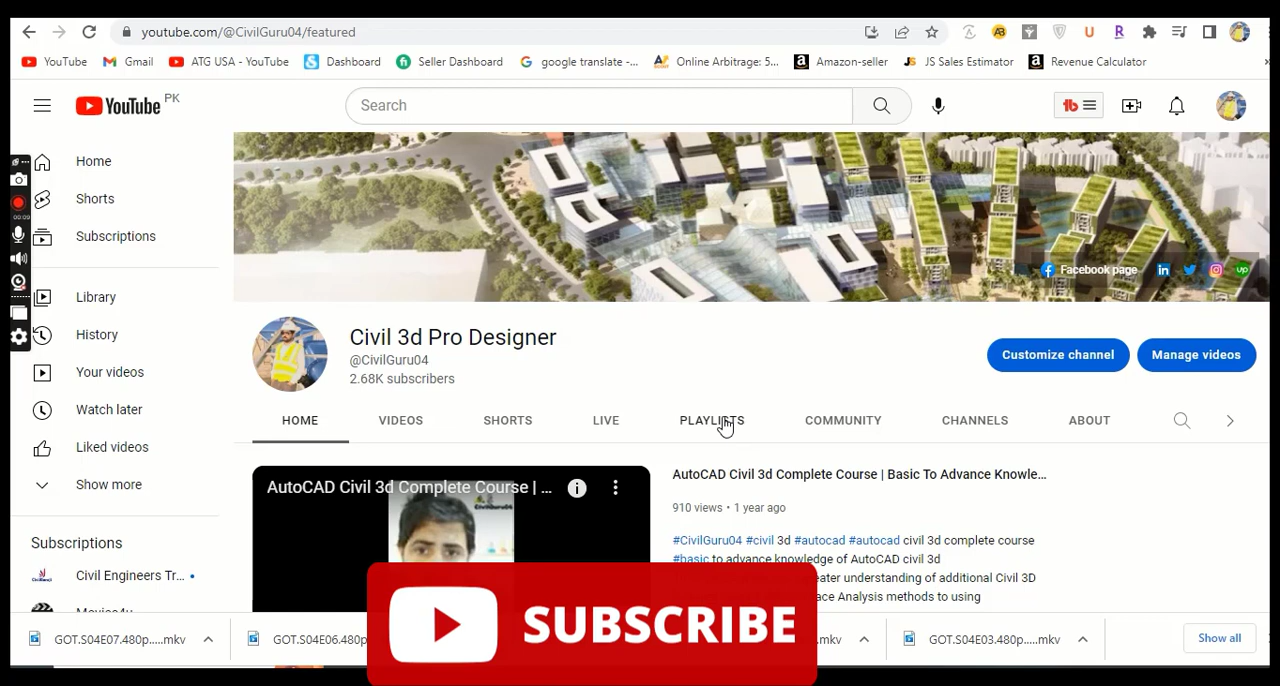 youtube.com/@CivilGuru04/featured
YouTube
Gmail
ATG USA - YouTube
Dashboard
Seller Dashboard
google translate -...
Online Arbitrage: 5...
Amazon-seller
JS Sales Estimator
Revenue Calculator
YouTube PK
Search
Home
Shorts
Subscriptions
Library
History
Your videos
Watch later
Liked videos
Show more
Subscriptions
Civil Engineers Tr...
Facebook page
Civil 3d Pro Designer
@CivilGuru04
2.68K subscribers
Customize channel
Manage videos
HOME
VIDEOS
SHORTS
LIVE
PLAYLISTS
COMMUNITY
CHANNELS
ABOUT
AutoCAD Civil 3d Complete Course | ...
AutoCAD Civil 3d Complete Course | Basic To Advance Knowle...
910 views • 1 year ago
#CivilGuru04 #civil 3d #autocad #autocad civil 3d complete course
#basic to advance knowledge of AutoCAD civil 3d
understanding of additional Civil 3D
Analysis methods to using
SUBSCRIBE
GOT.S04E07.480p.....mkv
GOT.S04E06.480p
.mkv
GOT.S04E03.480p.....mkv
Show all